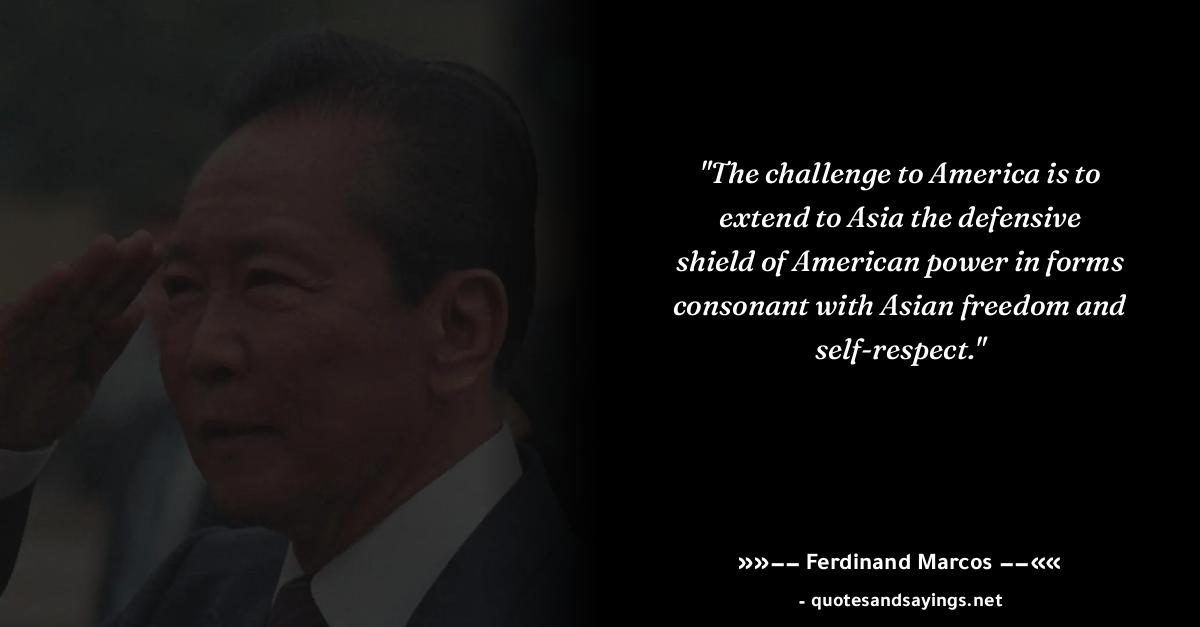 "The challenge to America is to
extend to Asia the defensive
shield of American power in forms
consonant with Asian freedom and
self-respect."
»»-- Ferdinand Marcos --««
- quotesandsayings.net